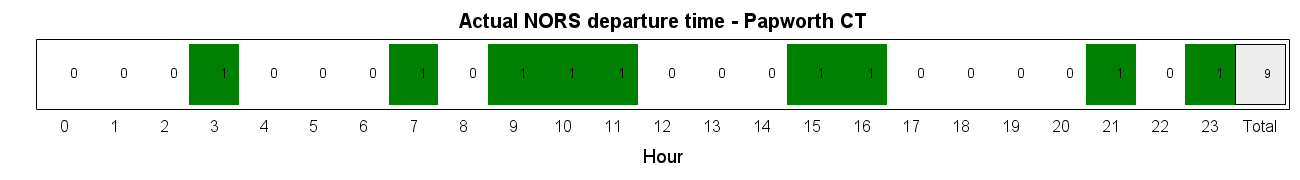 Actual NORS departure time - Papworth CT
0 0 0 1 0 0 0 1 0 1 1 1 0 0 0 1 1 0 0 0 0 1 0 1 9
0 1 2 3 4 5 6 7 8 9 10 11 12 13 14 15 16 17 18 19 20 21 22 23 Total
Hour